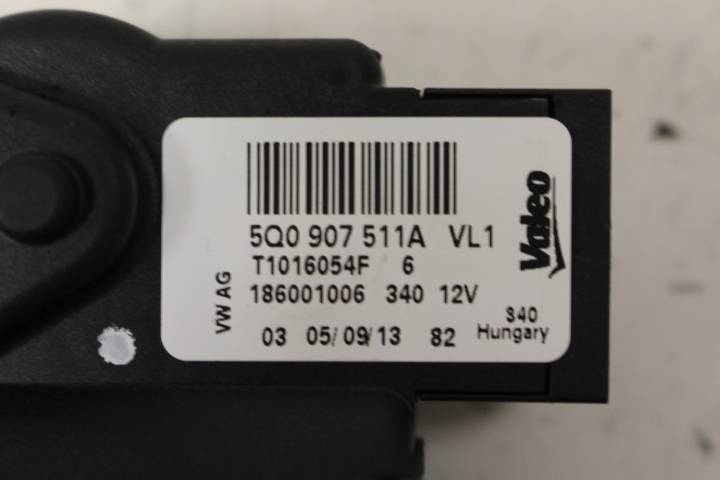 5Q0 907 511A VL1
T1016054F 6
186001006 340 12V
03 05/09/13 82
VW AG
Valeo
340
Hungary